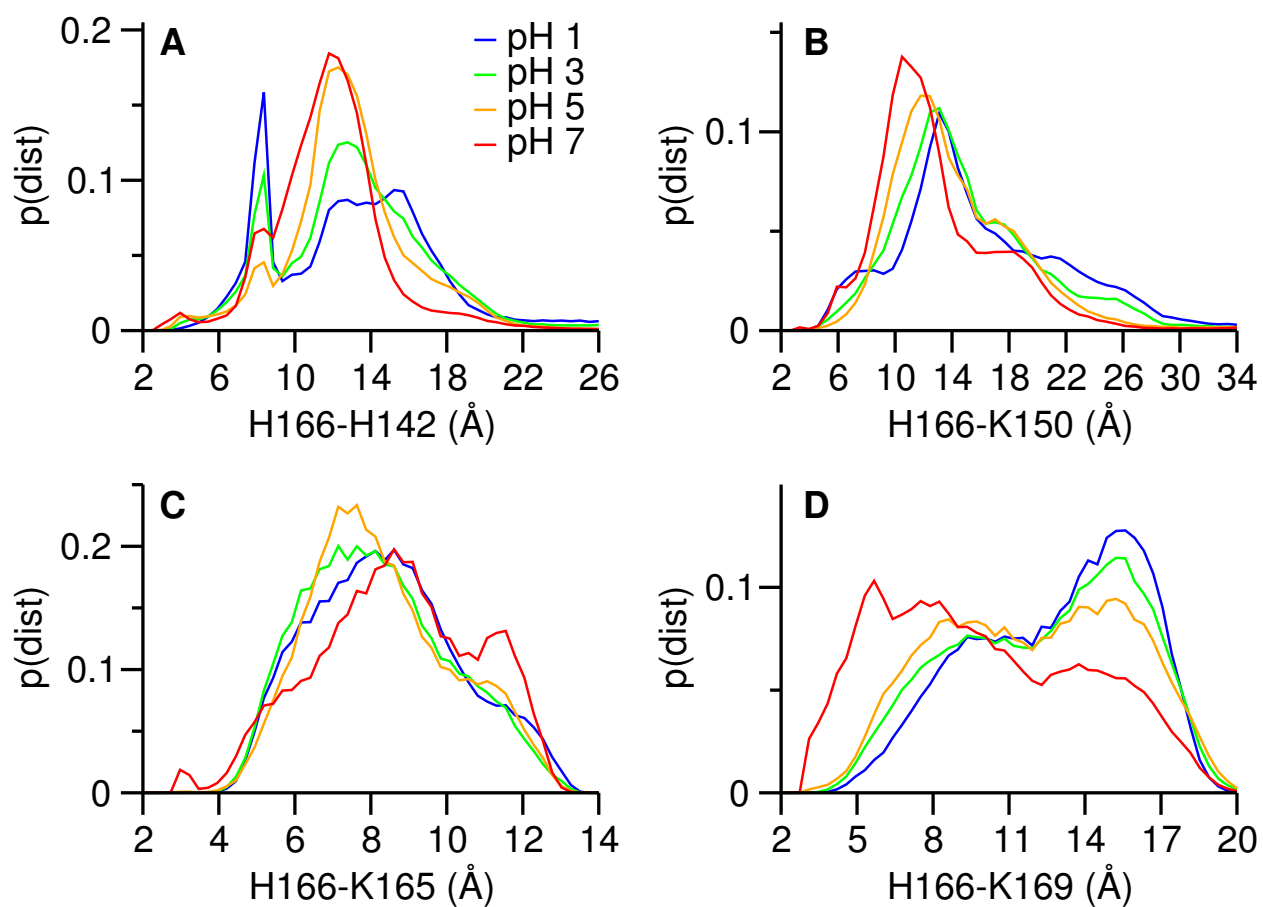 A
pH 1
pH 3
pH 5
pH 7
0.2
0.1
0
p(dist)
2 6 10 14 18 22 26
H166-H142 (Å)
B
0.1
0
p(dist)
2 6 10 14 18 22 26 30 34
H166-K150 (Å)
C
0.2
0.1
0
p(dist)
2 4 6 8 10 12 14
H166-K165 (Å)
D
0.1
0
p(dist)
2 5 8 11 14 17 20
H166-K169 (Å)